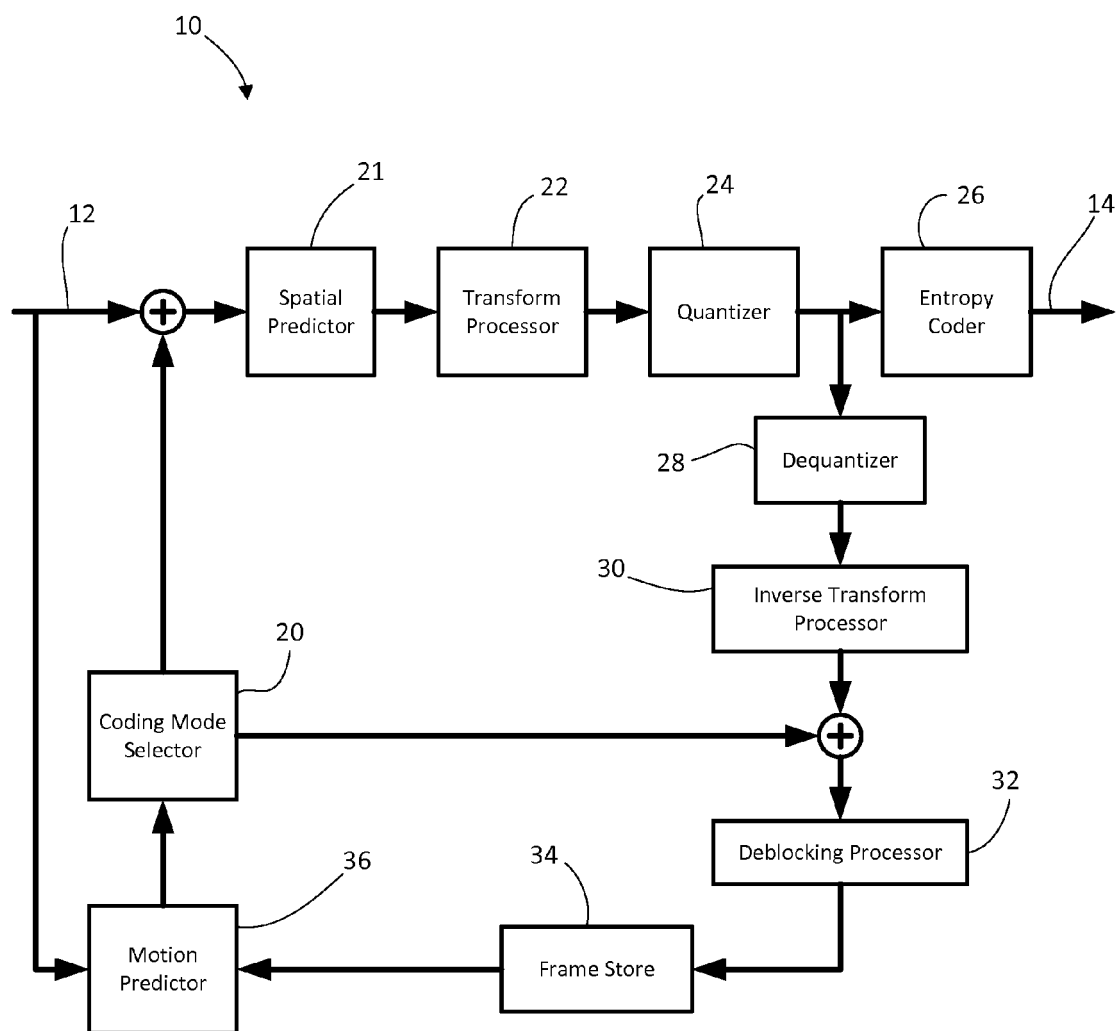 10
12
21
22
24
26
14
Spatial
Predictor
Transform
Processor
Quantizer
Entropy
Coder
28
Dequantizer
30
Inverse Transform
Processor
20
Coding Mode
Selector
32
Deblocking Processor
36
34
Motion
Predictor
Frame Store